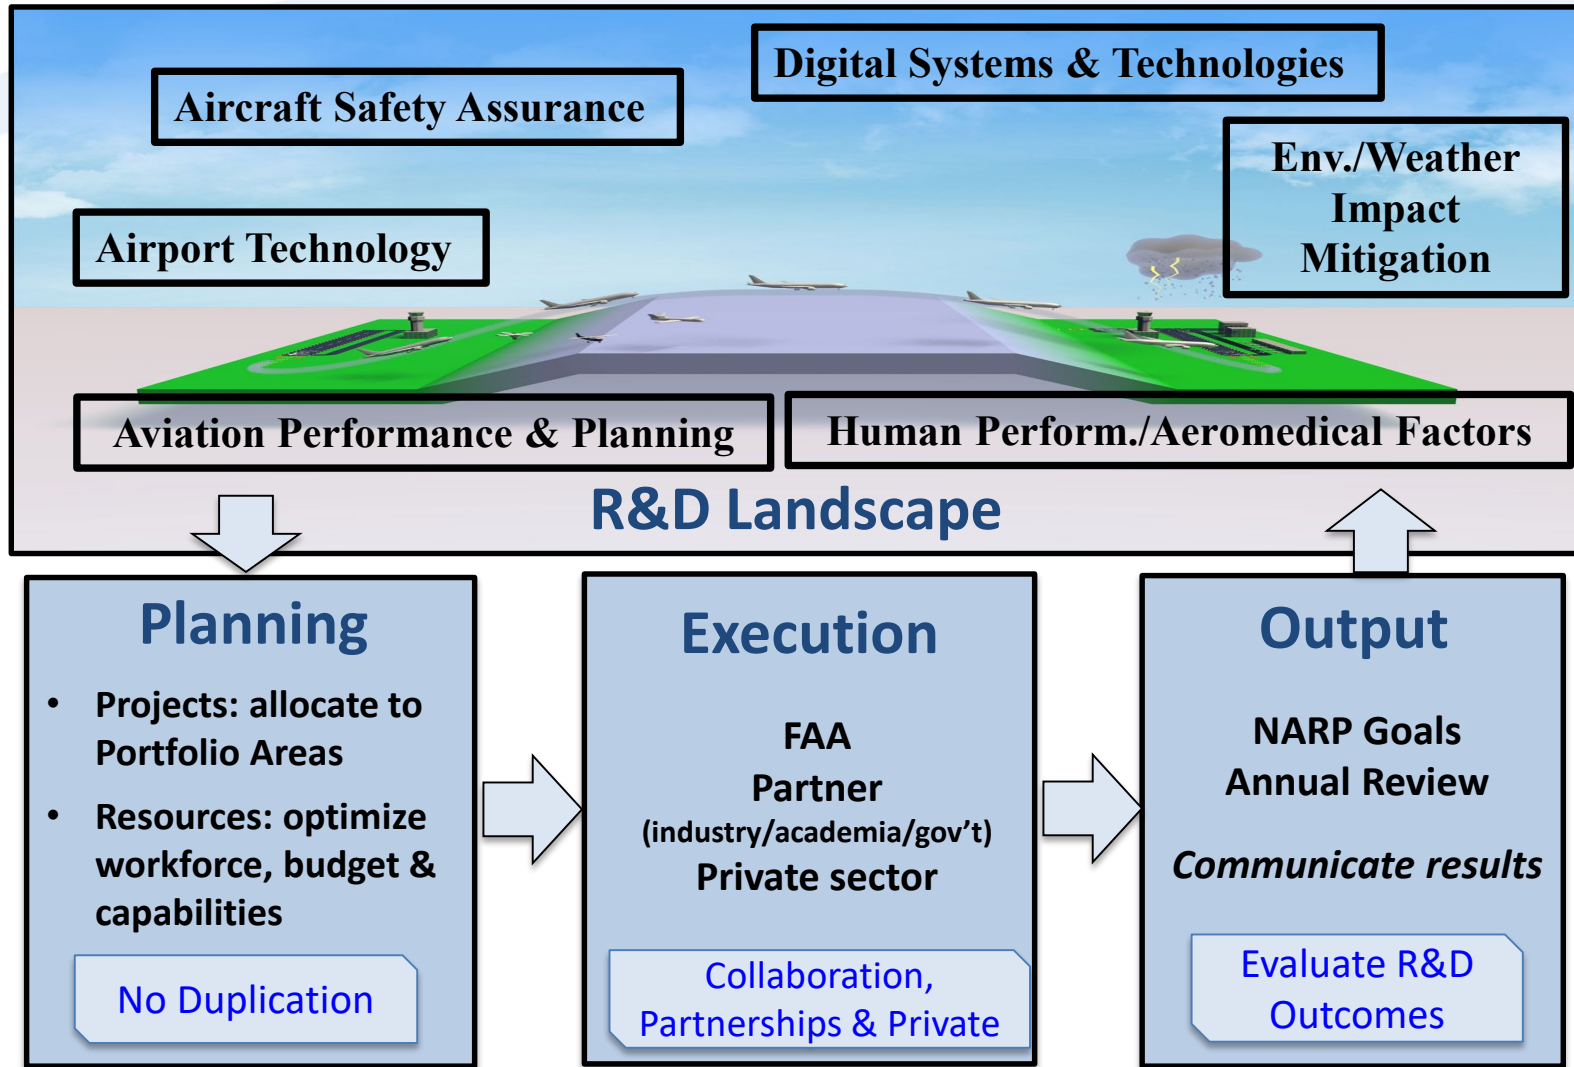 Digital Systems & Technologies
Aircraft Safety Assurance
Env./Weather
Impact
Mitigation
Airport Technology
Aviation Performance & Planning
Human Perform./Aeromedical Factors
R&D Landscape
Planning
• Projects: allocate to
Portfolio Areas
• Resources: optimize
workforce, budget &
capabilities
No Duplication
Execution
FAA
Partner
(industry/academia/gov’t)
Private sector
Collaboration,
Partnerships & Private
Output
NARP Goals
Annual Review
Communicate results
Evaluate R&D
Outcomes